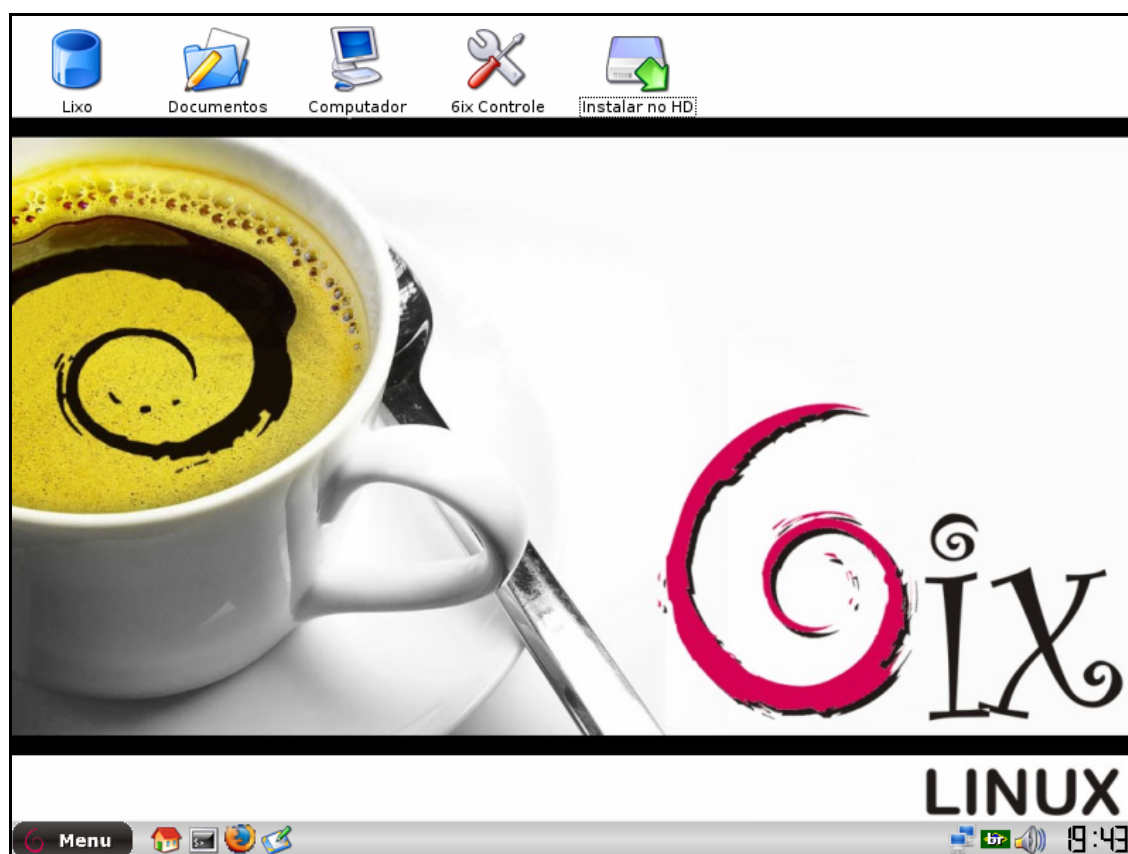 Lixo
Documentos
Computador
6ix Controle
Instalar no HD
6ix
LINUX
Menu
br
19:43